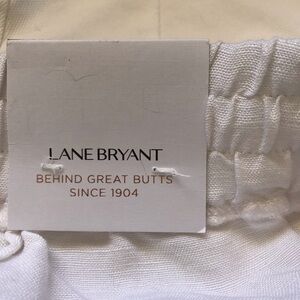 LANE BRYANT
BEHIND GREAT BUTTS
SINCE 1904